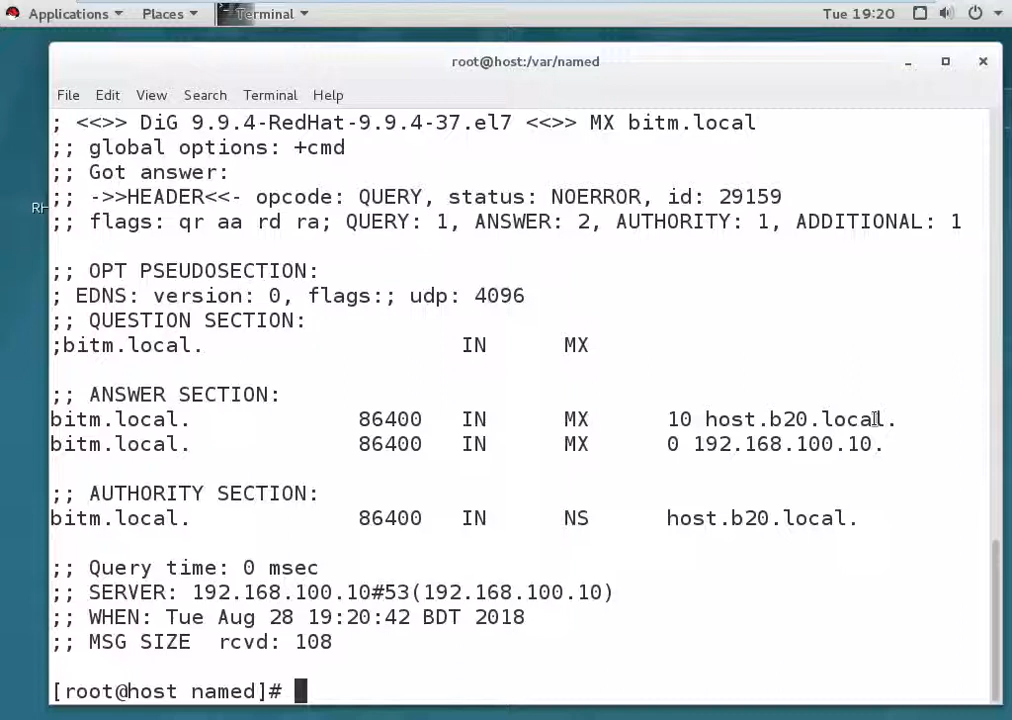 Applications Places Terminal Tue 19:20
root@host:/var/named
File Edit View Search Terminal Help
; <<>> DiG 9.9.4-RedHat-9.9.4-37.el7 <<>> MX bitm.local
;; global options: +cmd
;; Got answer:
;; ->>HEADER<<- opcode: QUERY, status: NOERROR, id: 29159
;; flags: qr aa rd ra; QUERY: 1, ANSWER: 2, AUTHORITY: 1, ADDITIONAL: 1
RH
;; OPT PSEUDOSECTION:
; EDNS: version: 0, flags:; udp: 4096
;; QUESTION SECTION:
;bitm.local. IN MX
;; ANSWER SECTION:
bitm.local. 86400 IN MX 10 host.b20.local.
bitm.local. 86400 IN MX 0 192.168.100.10.
;; AUTHORITY SECTION:
bitm.local. 86400 IN NS host.b20.local.
;; Query time: 0 msec
;; SERVER: 192.168.100.10#53(192.168.100.10)
;; WHEN: Tue Aug 28 19:20:42 BDT 2018
;; MSG SIZE rcvd: 108
[root@host named]#